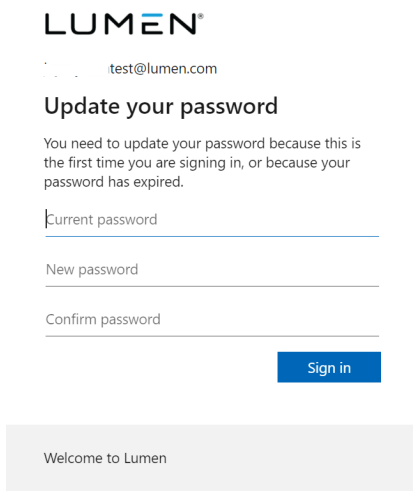 LUMEN®
test@lumen.com
Update your password
You need to update your password because this is
the first time you are signing in, or because your
password has expired.
Current password
New password
Confirm password
Sign in
Welcome to Lumen